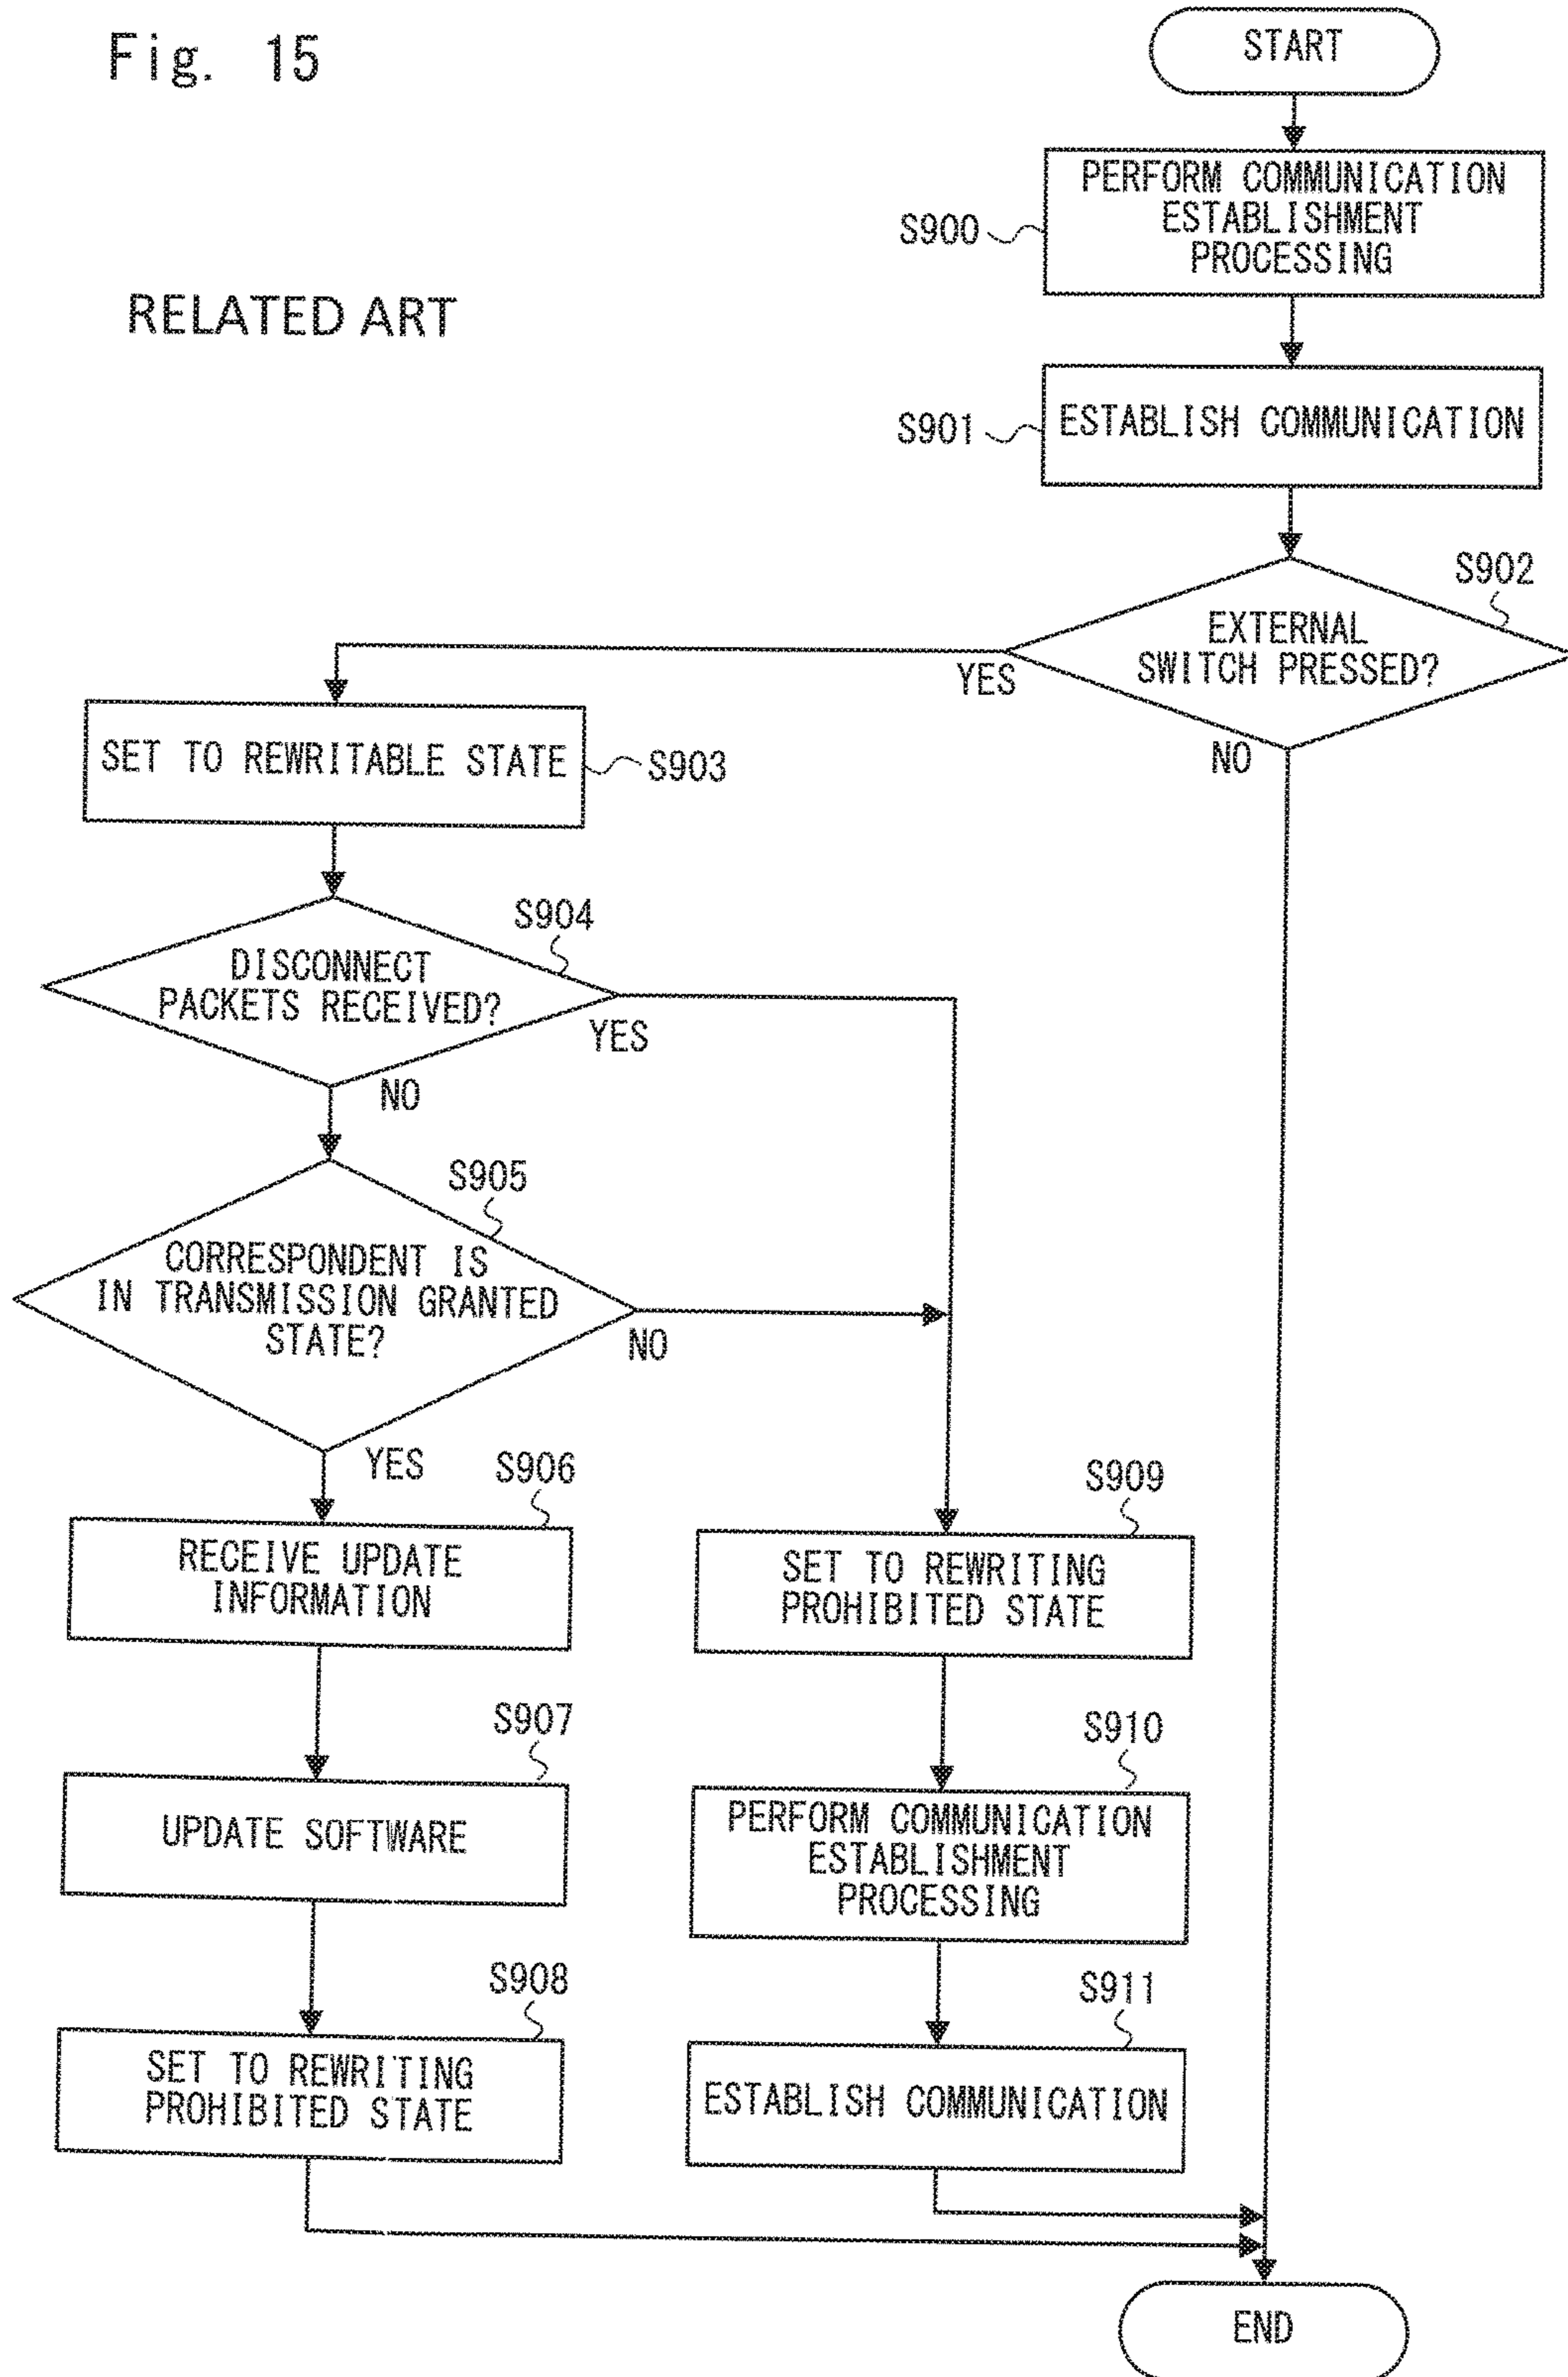 Fig. 15
START
PERFORM COMMUNICATION
ESTABLISHMENT
PROCESSING
S900
RELATED ART
ESTABLISH COMMUNICATION
S901
S902
EXTERNAL
SWITCH PRESSED?
YES
NO
SET TO REWRITABLE STATE
S903
S904
DISCONNECT
PACKETS RECEIVED?
YES
NO
S905
CORRESPONDENT IS
IN TRANSMISSION GRANTED
STATE?
NO
YES
S906
RECEIVE UPDATE
INFORMATION
S909
SET TO REWRITING
PROHIBITED STATE
S907
UPDATE SOFTWARE
S910
PERFORM COMMUNICATION
ESTABLISHMENT
PROCESSING
S908
SET TO REWRITING
PROHIBITED STATE
S911
ESTABLISH COMMUNICATION
END